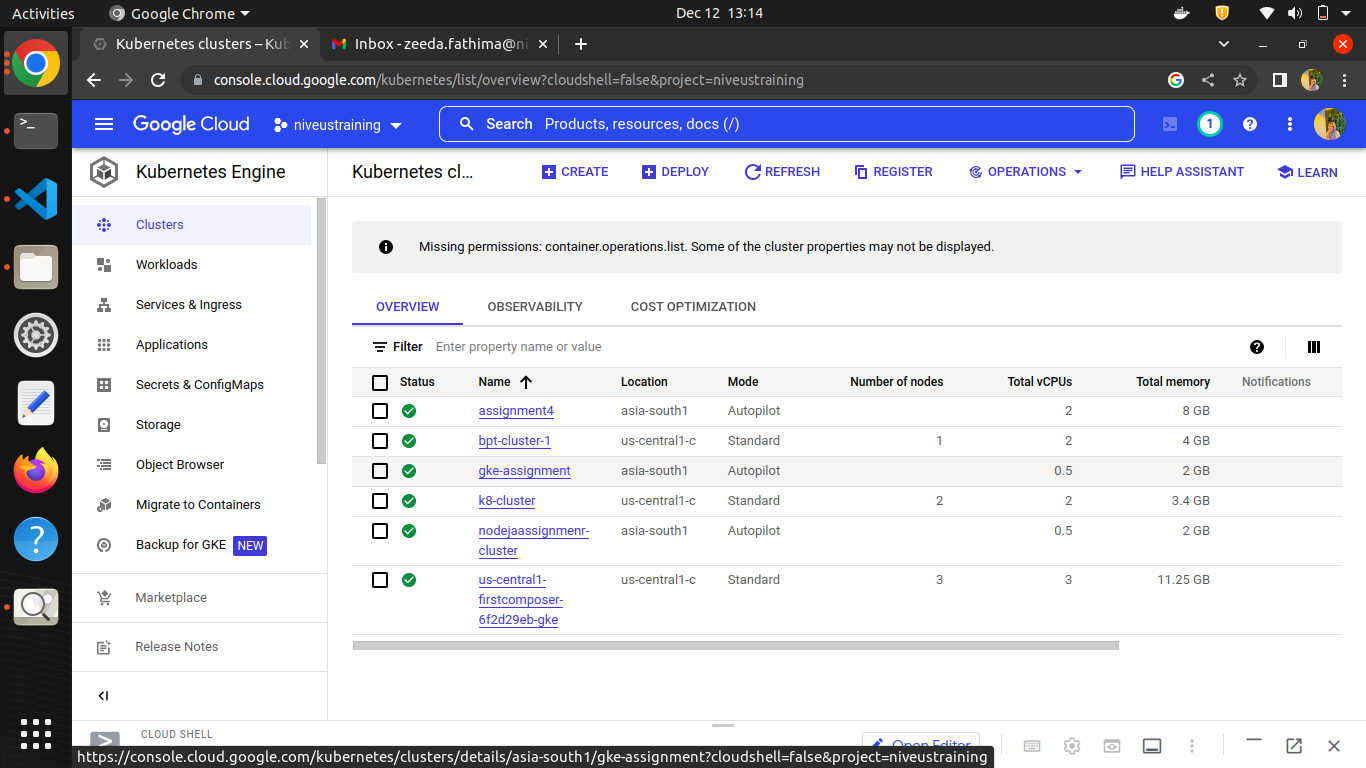 Activities
Google Chrome
Dec 12 13:14
Kubernetes clusters – Kub
Inbox - zeeda.fathima@ni
console.cloud.google.com/kubernetes/list/overview?cloudshell=false&project=niveustraining
Google Cloud
niveustraining
Search Products, resources, docs (/)
1
Kubernetes Engine
Kubernetes cl...
CREATE
DEPLOY
REFRESH
REGISTER
OPERATIONS
HELP ASSISTANT
LEARN
Clusters
Workloads
Services & Ingress
Applications
Secrets & ConfigMaps
Storage
Object Browser
Migrate to Containers
Backup for GKE NEW
Marketplace
Release Notes
Missing permissions: container.operations.list. Some of the cluster properties may not be displayed.
OVERVIEW OBSERVABILITY COST OPTIMIZATION
Filter Enter property name or value
Status Name Location Mode Number of nodes Total vCPUs Total memory Notifications
assignment4 asia-south1 Autopilot 2 8 GB
bpt-cluster-1 us-central1-c Standard 1 2 4 GB
gke-assignment asia-south1 Autopilot 0.5 2 GB
k8-cluster us-central1-c Standard 2 2 3.4 GB
nodejaassignmenr- asia-south1 Autopilot 0.5 2 GB
cluster
us-central1- us-central1-c Standard 3 3 11.25 GB
firstcomposer-
6f2d29eb-gke
CLOUD SHELL
Open Editor
https://console.cloud.google.com/kubernetes/clusters/details/asia-south1/gke-assignment?cloudshell=false&project=niveustraining